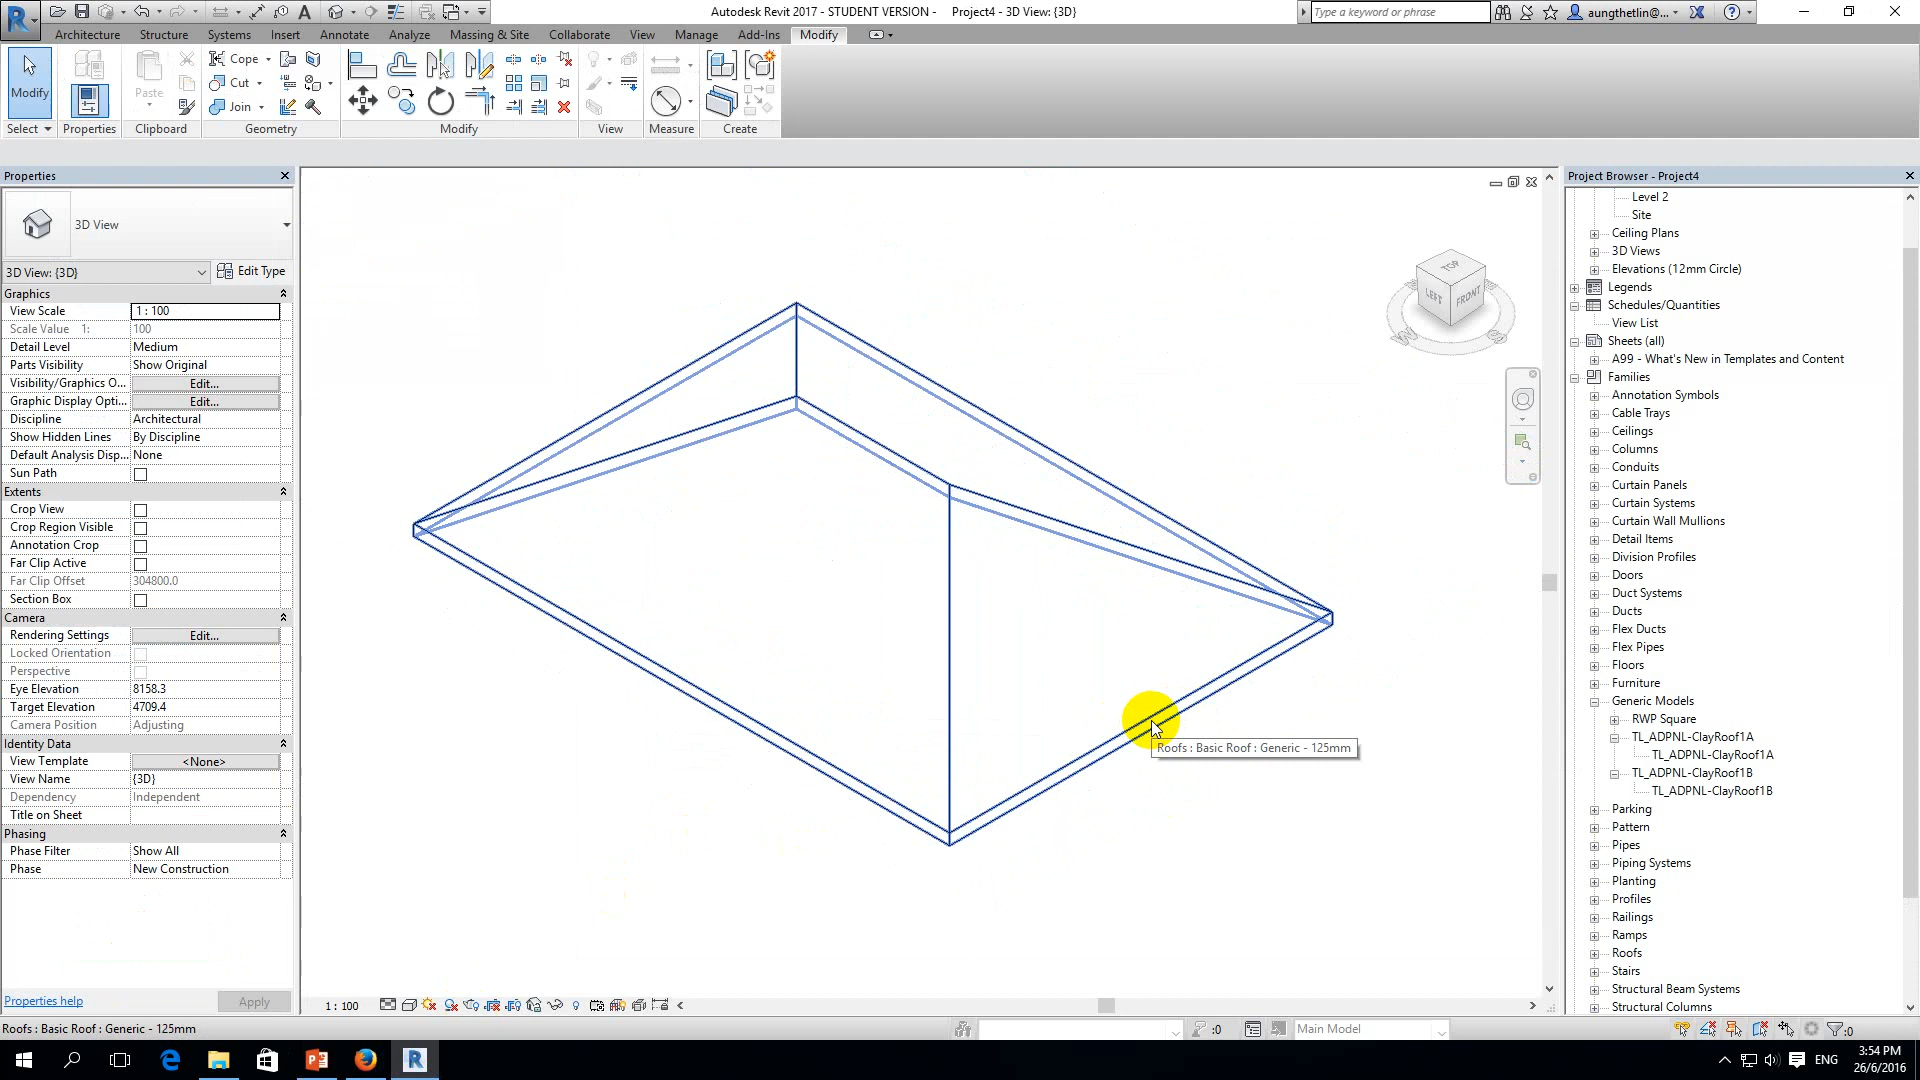 Autodesk Revit 2017 - STUDENT VERSION - Project4 - 3D View: {3D}
Type a keyword or phrase
aungthetlin@...
Architecture Structure Systems Insert Annotate Analyze Massing & Site Collaborate View Manage Add-Ins Modify
Modify
Paste
Cope
Cut
Join
Select Properties Clipboard Geometry Modify View Measure Create
Properties
3D View
3D View: {3D} Edit Type
Graphics
View Scale 1 : 100
Scale Value 1: 100
Detail Level Medium
Parts Visibility Show Original
Visibility/Graphics O... Edit...
Graphic Display Opti... Edit...
Discipline Architectural
Show Hidden Lines By Discipline
Default Analysis Disp... None
Sun Path
Extents
Crop View
Crop Region Visible
Annotation Crop
Far Clip Active
Far Clip Offset 304800.0
Section Box
Camera
Rendering Settings Edit...
Locked Orientation
Perspective
Eye Elevation 8158.3
Target Elevation 4709.4
Camera Position Adjusting
Identity Data
View Template <None>
View Name {3D}
Dependency Independent
Title on Sheet
Phasing
Phase Filter Show All
Phase New Construction
Properties help Apply
TOP
LEFT FRONT
W S
Roofs : Basic Roof : Generic - 125mm
1 : 100
Project Browser - Project4
Level 2
Site
Ceiling Plans
3D Views
Elevations (12mm Circle)
Legends
Schedules/Quantities
View List
Sheets (all)
A99 - What's New in Templates and Content
Families
Annotation Symbols
Cable Trays
Ceilings
Columns
Conduits
Curtain Panels
Curtain Systems
Curtain Wall Mullions
Detail Items
Division Profiles
Doors
Duct Systems
Ducts
Flex Ducts
Flex Pipes
Floors
Furniture
Generic Models
RWP Square
TL_ADPNL-ClayRoof1A
TL_ADPNL-ClayRoof1A
TL_ADPNL-ClayRoof1B
TL_ADPNL-ClayRoof1B
Parking
Pattern
Pipes
Piping Systems
Planting
Profiles
Railings
Ramps
Roofs
Stairs
Structural Beam Systems
Structural Columns
Roofs : Basic Roof : Generic - 125mm
:0
Main Model
:0
ENG
3:54 PM
26/6/2016